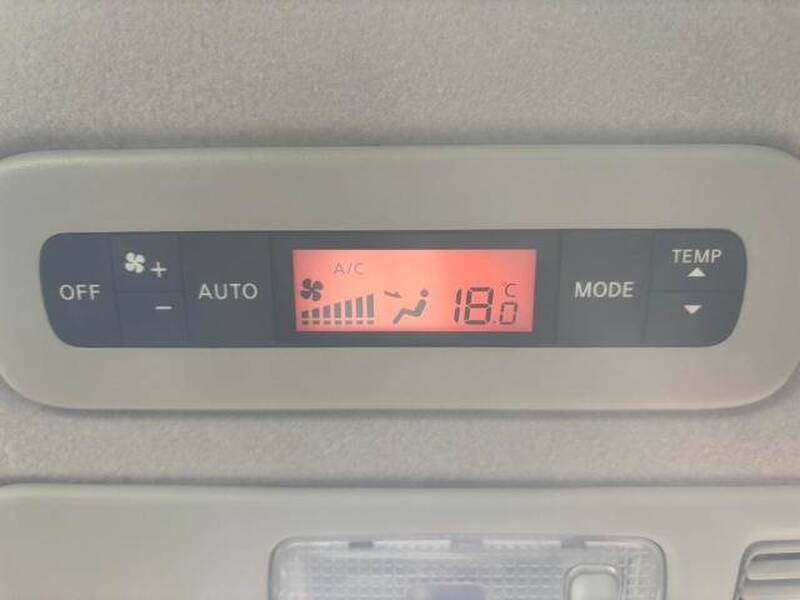 OFF
+
-
AUTO
A/C
18.0 °C
MODE
TEMP